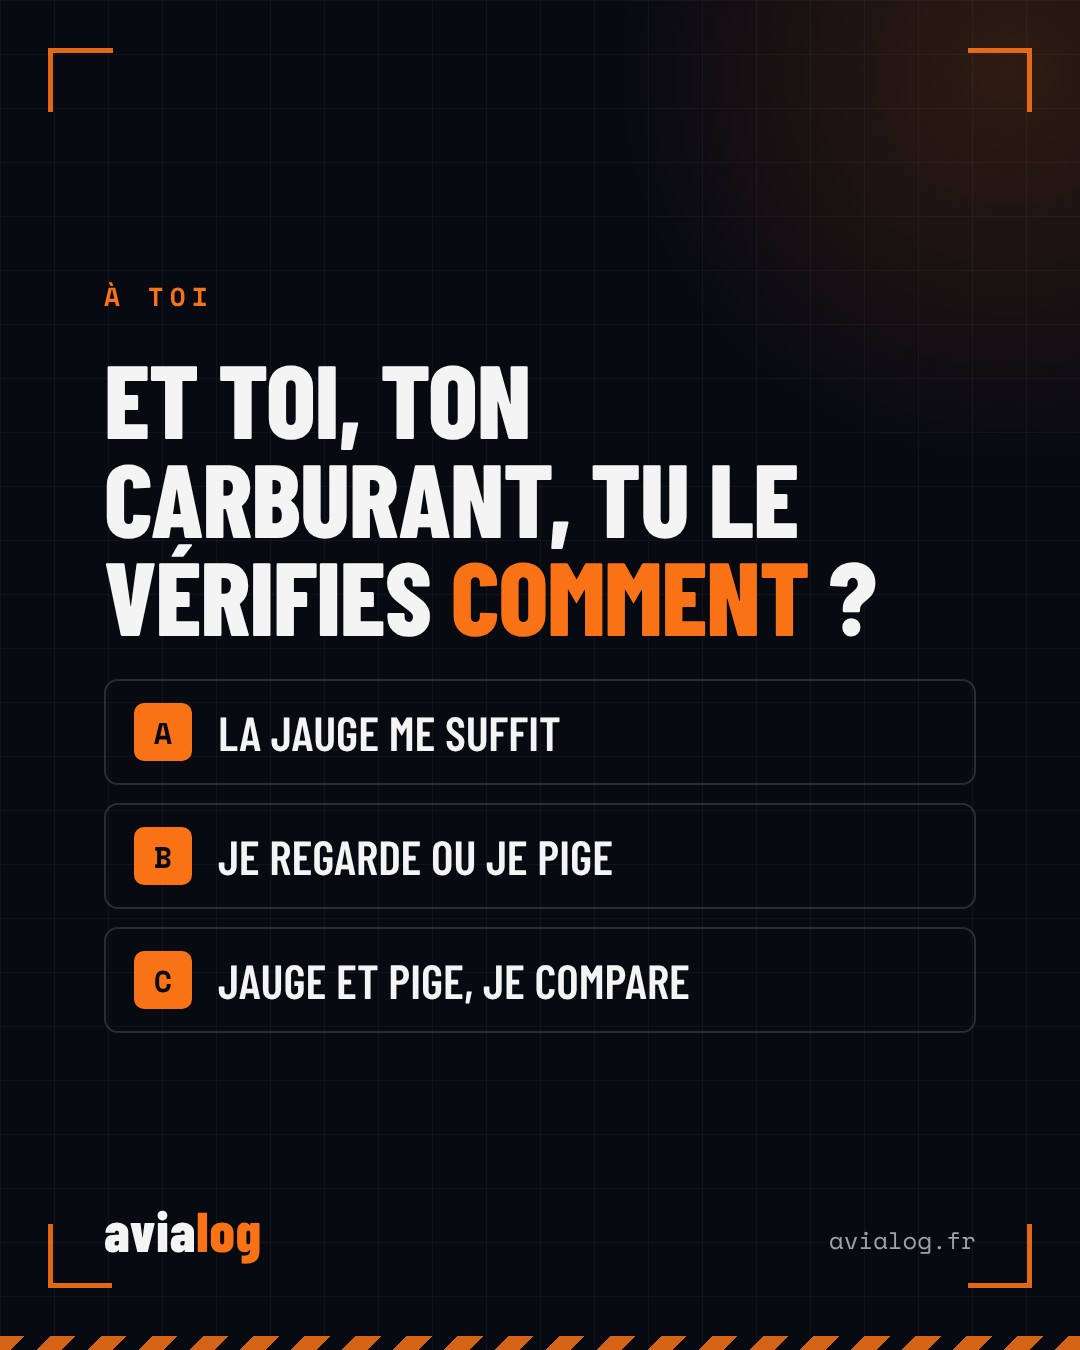 À TOI
ET TOI, TON
CARBURANT, TU LE
VÉRIFIES COMMENT ?
A LA JAUGE ME SUFFIT
B JE REGARDE OU JE PIGE
C JAUGE ET PIGE, JE COMPARE
avialog
avialog.fr